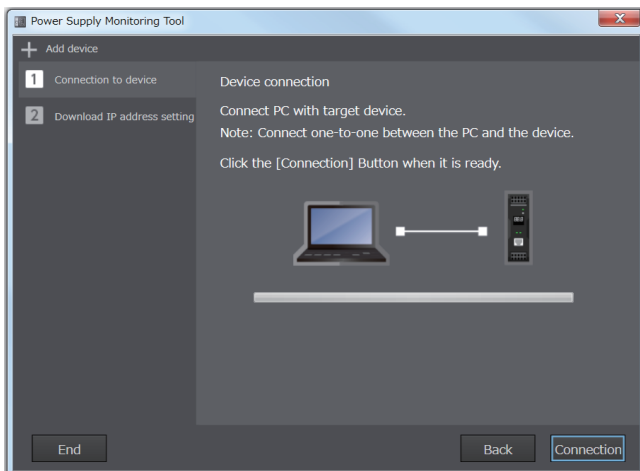 Power Supply Monitoring Tool
Add device
1 Connection to device
2 Download IP address setting
Device connection
Connect PC with target device.
Note: Connect one-to-one between the PC and the device.
Click the [Connection] Button when it is ready.
End
Back
Connection